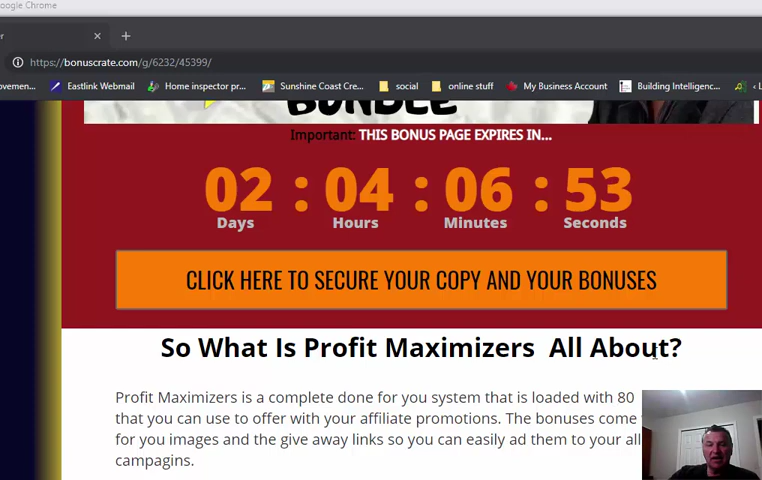 oogle Chrome
er
https://bonuscrate.com/g/6232/45399/
ovemen... Eastlink Webmail Home inspector pr... Sunshine Coast Cre... social online stuff My Business Account Building Intelligenc...
BUNDLE
Important: THIS BONUS PAGE EXPIRES IN...
02 : 04 : 06 : 53
Days Hours Minutes Seconds
CLICK HERE TO SECURE YOUR COPY AND YOUR BONUSES
So What Is Profit Maximizers All About?
Profit Maximizers is a complete done for you system that is loaded with 80
that you can use to offer with your affiliate promotions. The bonuses come
for you images and the give away links so you can easily ad them to your all
campagins.